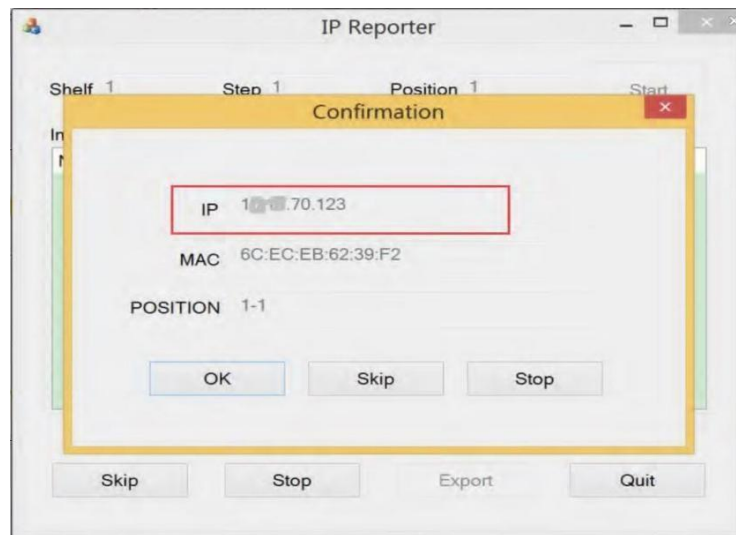 IP Reporter
Shelf 1 Step 1 Position 1 Start
Confirmation
In
IP .70.123
MAC 6C:EC:EB:62:39:F2
POSITION 1-1
OK Skip Stop
Skip Stop Export Quit